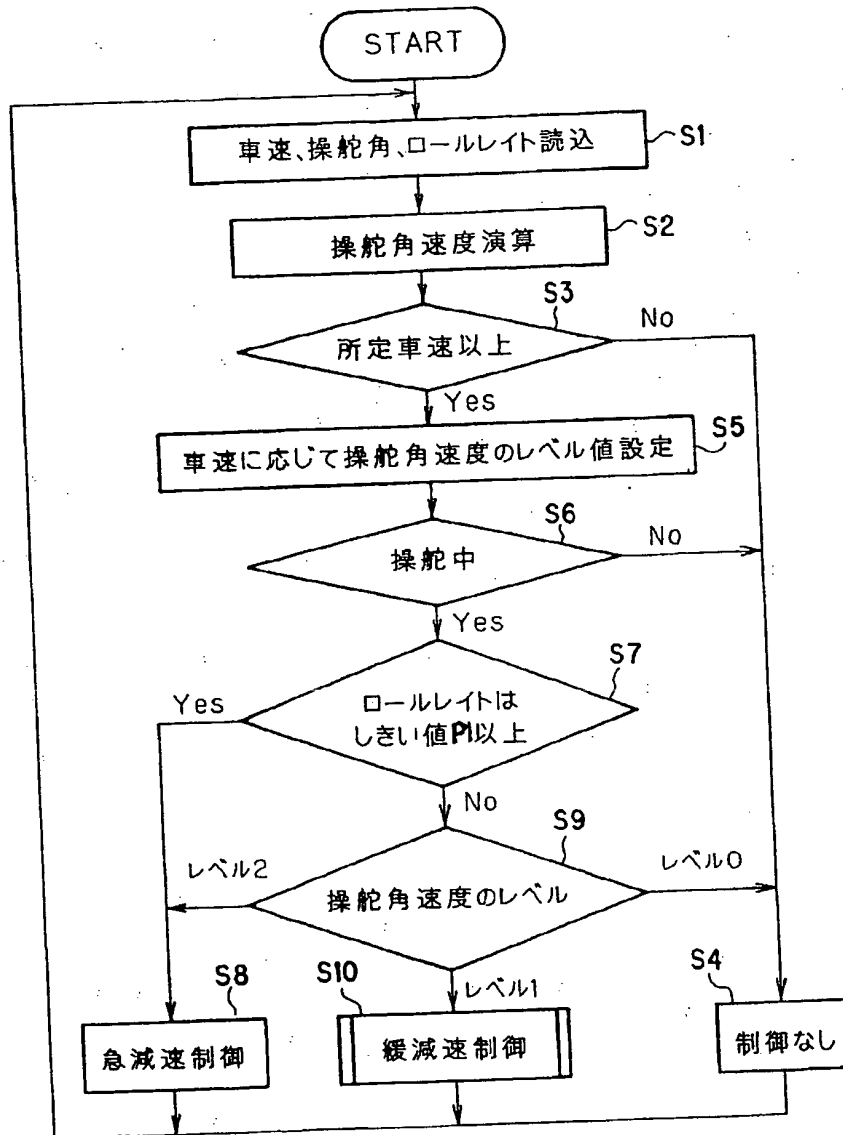 START
車速、操舵角、ロールレイト読込
S1
操舵角速度演算
S2
S3
所定車速以上
No
Yes
車速に応じて操舵角速度のレベル値設定
S5
S6
操舵中
No
Yes
S7
ロールレイトは
しきい値P1以上
Yes
No
S9
操舵角速度のレベル
レベル2
レベル0
レベル1
S8
急減速制御
S10
緩減速制御
S4
制御なし